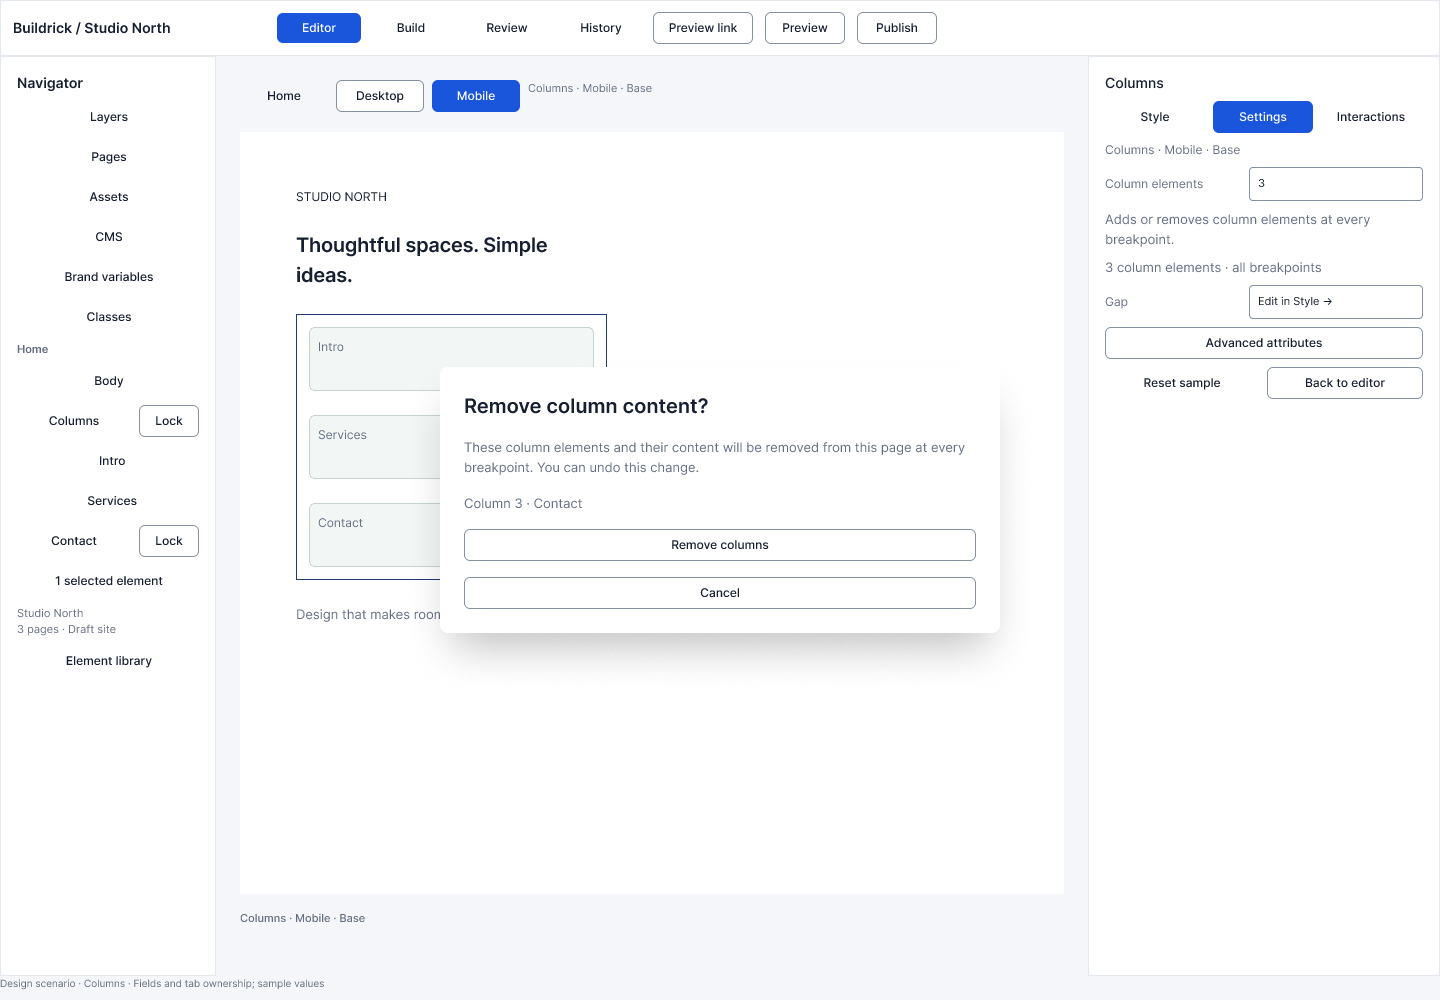 Buildrick / Studio North
Editor
Build
Review
History
Preview link
Preview
Publish
Navigator
Layers
Pages
Assets
CMS
Brand variables
Classes
Home
Body
Columns
Lock
Intro
Services
Contact
Lock
1 selected element
Studio North
3 pages · Draft site
Element library
Home
Desktop
Mobile
Columns · Mobile · Base
STUDIO NORTH
Thoughtful spaces. Simple
ideas.
Intro
Services
Contact
Design that makes room
Remove column content?
These column elements and their content will be removed from this page at every
breakpoint. You can undo this change.
Column 3 · Contact
Remove columns
Cancel
Columns · Mobile · Base
Columns
Style
Settings
Interactions
Columns · Mobile · Base
Column elements
3
Adds or removes column elements at every
breakpoint.
3 column elements · all breakpoints
Gap
Edit in Style →
Advanced attributes
Reset sample
Back to editor
Design scenario · Columns · Fields and tab ownership; sample values